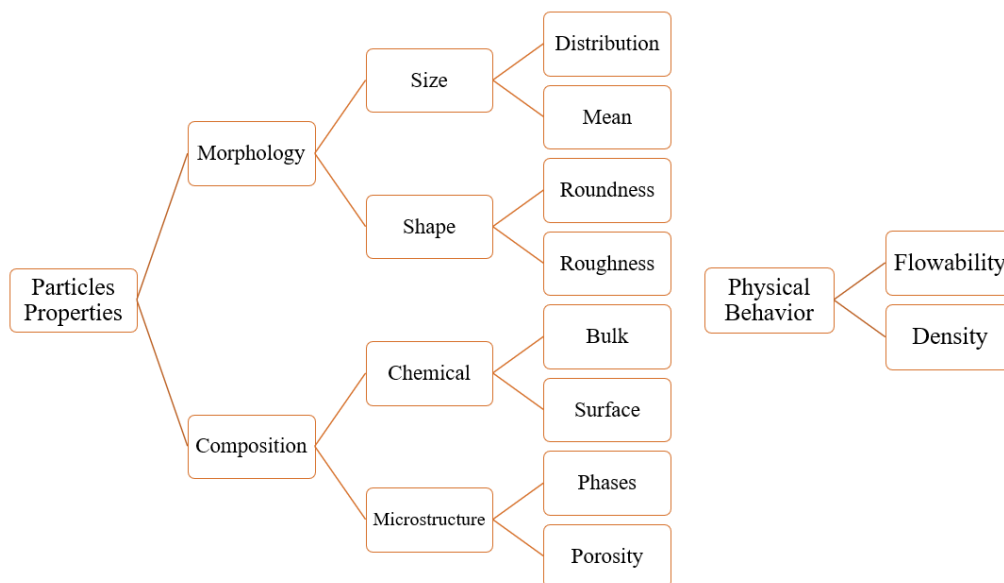 Particles
Properties
Morphology
Size
Distribution
Mean
Shape
Roundness
Roughness
Composition
Chemical
Bulk
Surface
Microstructure
Phases
Porosity
Physical
Behavior
Flowability
Density